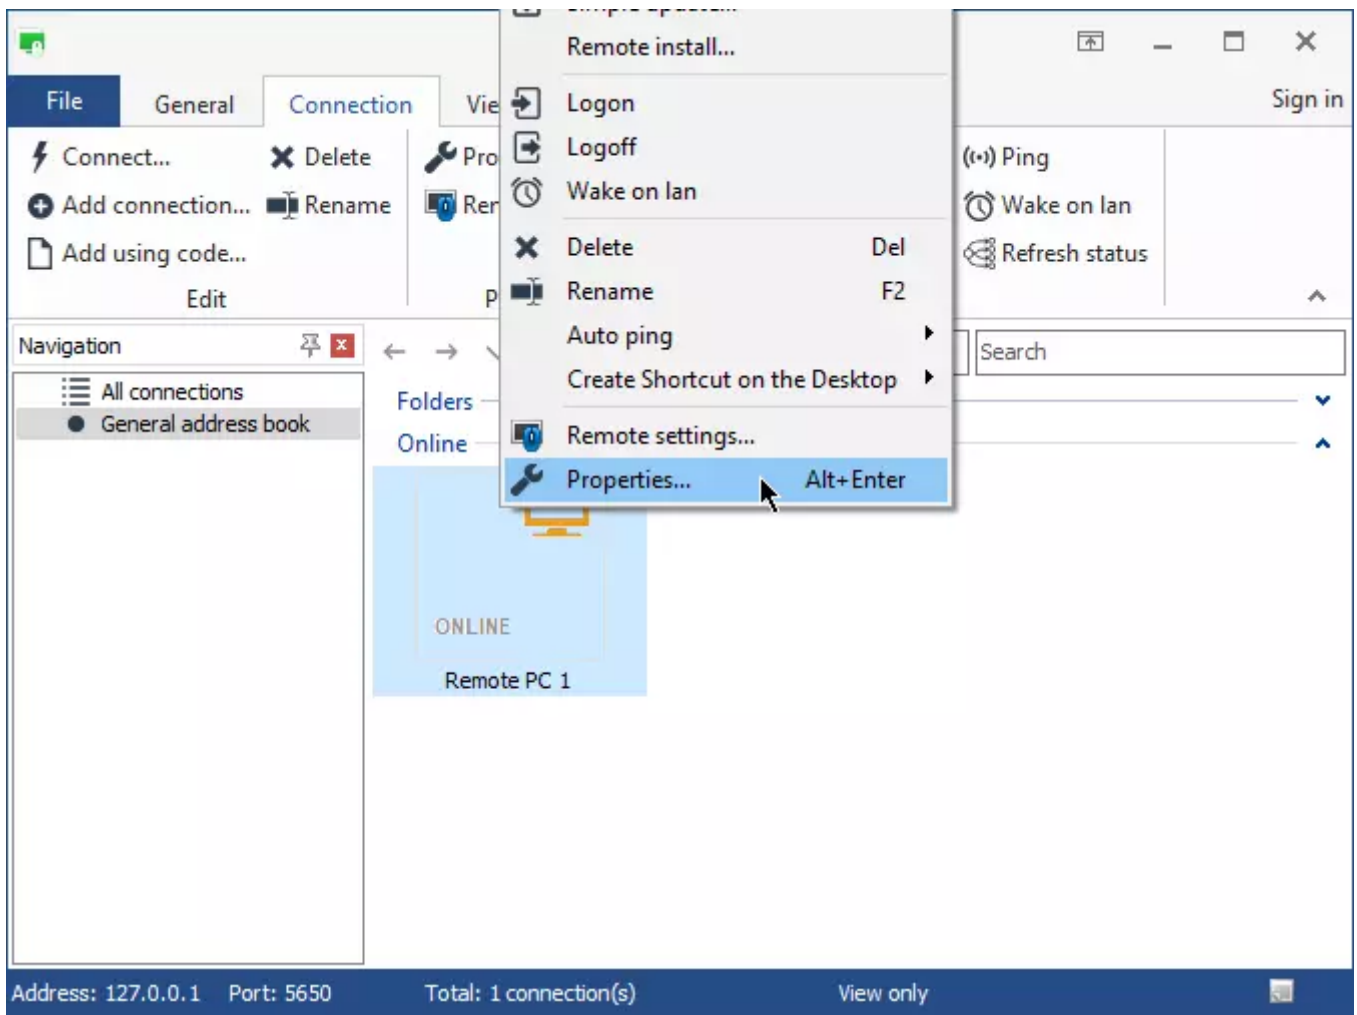 Remote install...
File
General
Connection
Sign in
Logon
Connect...
Delete
Ping
Logoff
Add connection...
Rename
Wake on lan
Wake on lan
Add using code...
Delete
Del
Refresh status
Edit
Rename
F2
Navigation
Auto ping
Search
All connections
Folders
Create Shortcut on the Desktop
General address book
Online
Remote settings...
Properties...
Alt+Enter
ONLINE
Remote PC 1
Address: 127.0.0.1
Port: 5650
Total: 1 connection(s)
View only